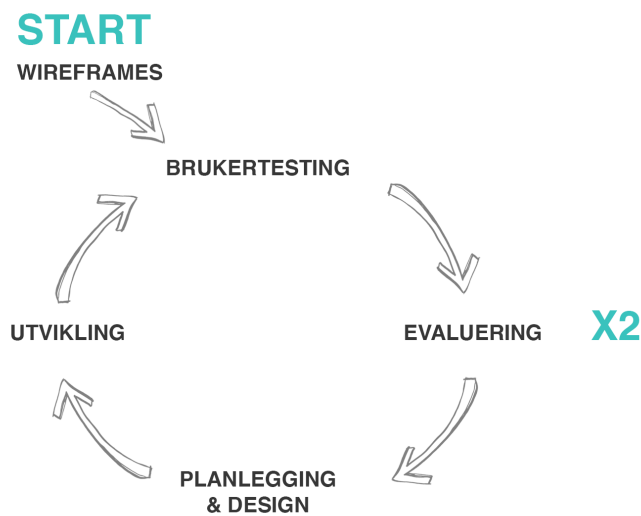 START
WIREFRAMES
BRUKERTESTING
UTVIKLING
EVALUERING
X2
PLANLEGGING
& DESIGN